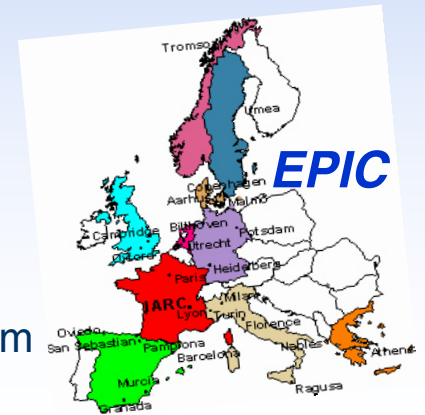 Tromso
Umea
EPIC
Copenhagen
Aarhus Malmo
Cambridge Bilthoven Potsdam
Oxford Utrecht
Heidelberg
Paris
IARC.
Lyon Turin Milan
Florence
m Oviedo
San Sebastian Pamplona Naples Athens
Barcelona
Murcia Ragusa
Granada